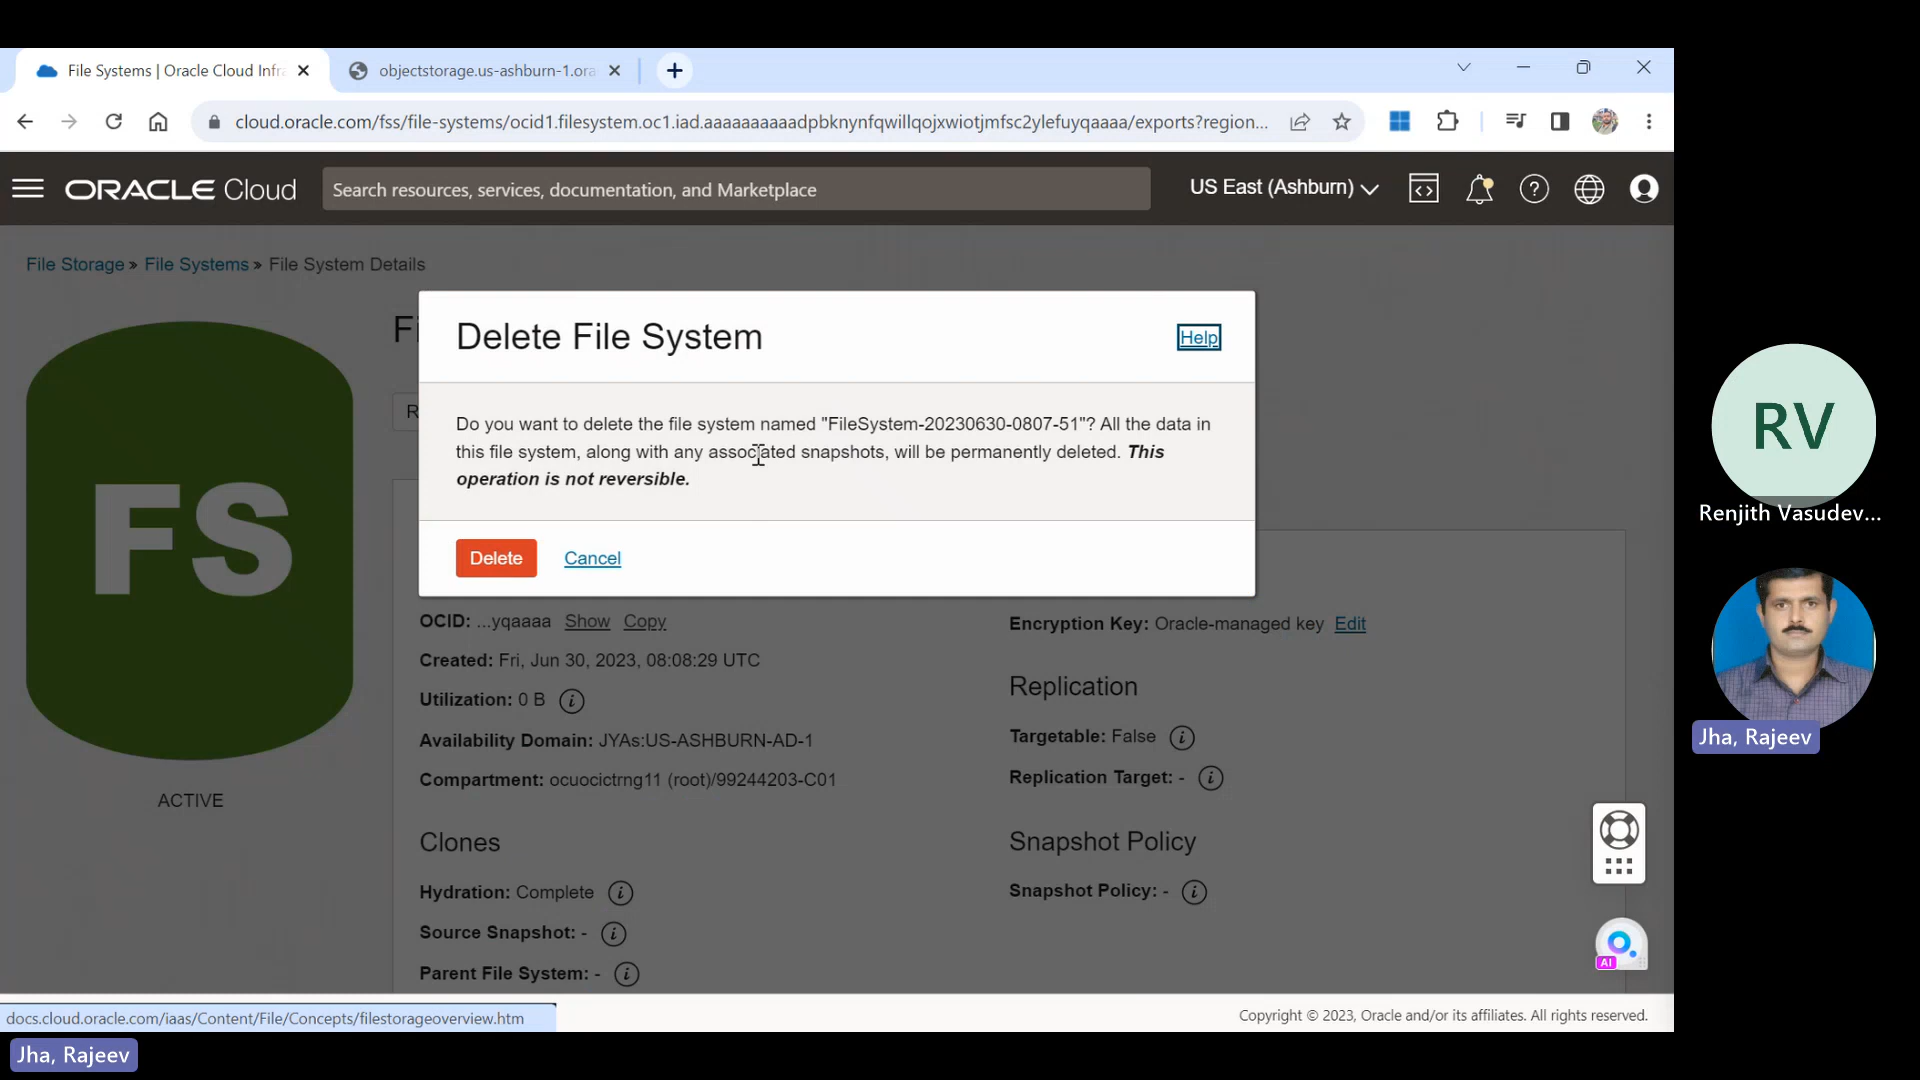 File Systems | Oracle Cloud Infr
objectstorage.us-ashburn-1.ora
cloud.oracle.com/fss/file-systems/ocid1.filesystem.oc1.iad.aaaaaaaaaadpbknynfqwillqojxwiotjmfsc2ylefuyqaaaa/exports?region...
ORACLE Cloud
Search resources, services, documentation, and Marketplace
US East (Ashburn)
File Storage » File Systems » File System Details
Fi
R
Delete File System
Help
Do you want to delete the file system named "FileSystem-20230630-0807-51"? All the data in
this file system, along with any associated snapshots, will be permanently deleted. This
operation is not reversible.
Delete Cancel
FS
ACTIVE
OCID: ...yqaaaa Show Copy
Created: Fri, Jun 30, 2023, 08:08:29 UTC
Utilization: 0 B
Availability Domain: JYAs:US-ASHBURN-AD-1
Compartment: ocuocictrng11 (root)/99244203-C01
Clones
Hydration: Complete
Source Snapshot: -
Parent File System: -
Encryption Key: Oracle-managed key Edit
Replication
Targetable: False
Replication Target: -
Snapshot Policy
Snapshot Policy: -
AI
docs.cloud.oracle.com/iaas/Content/File/Concepts/filestorageoverview.htm
Copyright © 2023, Oracle and/or its affiliates. All rights reserved.
RV
Renjith Vasudev...
Jha, Rajeev
Jha, Rajeev